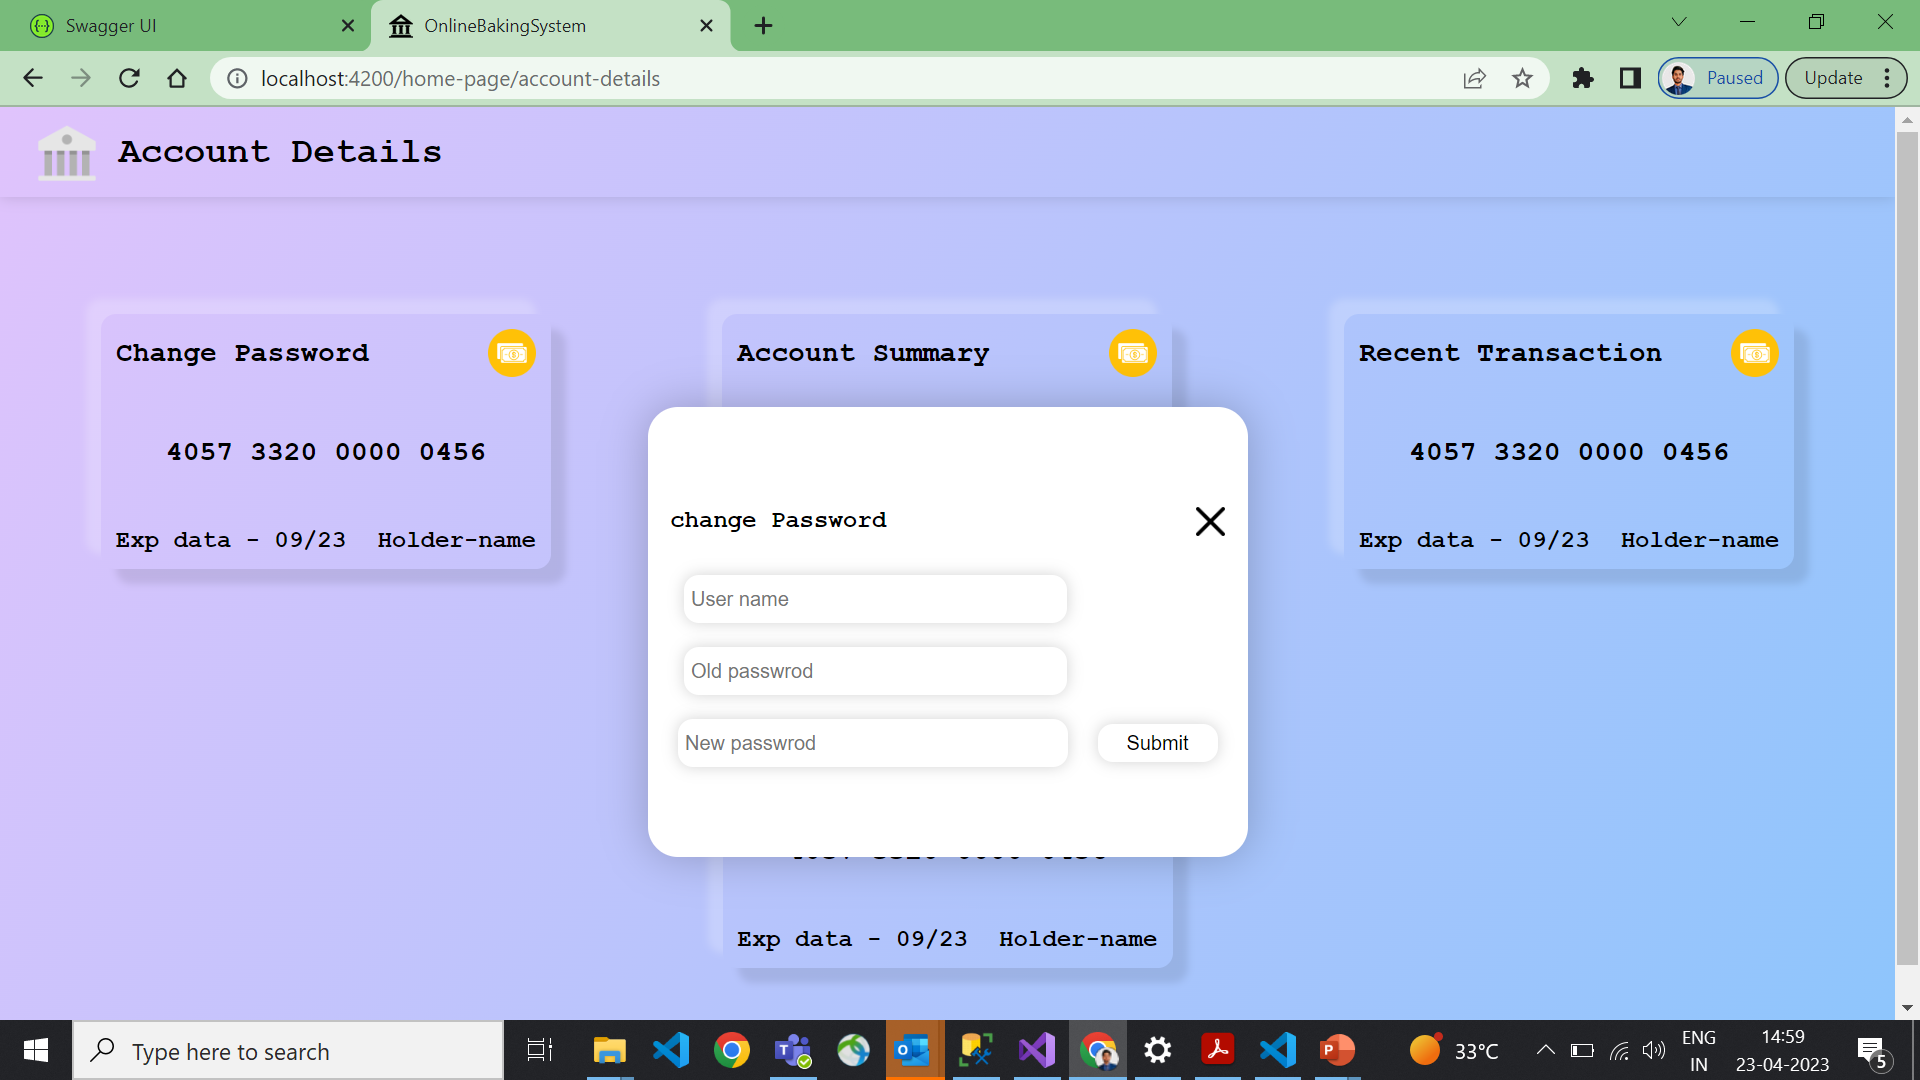 Swagger UI
OnlineBakingSystem
localhost:4200/home-page/account-details
Paused
Update
Account Details
Change Password
4057 3320 0000 0456
Exp data - 09/23 Holder-name
Account Summary
Recent Transaction
4057 3320 0000 0456
Exp data - 09/23 Holder-name
change Password
User name
Old passwrod
New passwrod
Submit
Exp data - 09/23 Holder-name
Type here to search
33°C
ENG
IN
14:59
23-04-2023
5